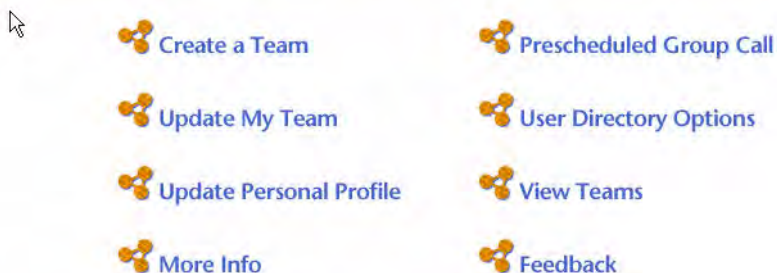 Create a Team
Prescheduled Group Call
Update My Team
User Directory Options
Update Personal Profile
View Teams
More Info
Feedback